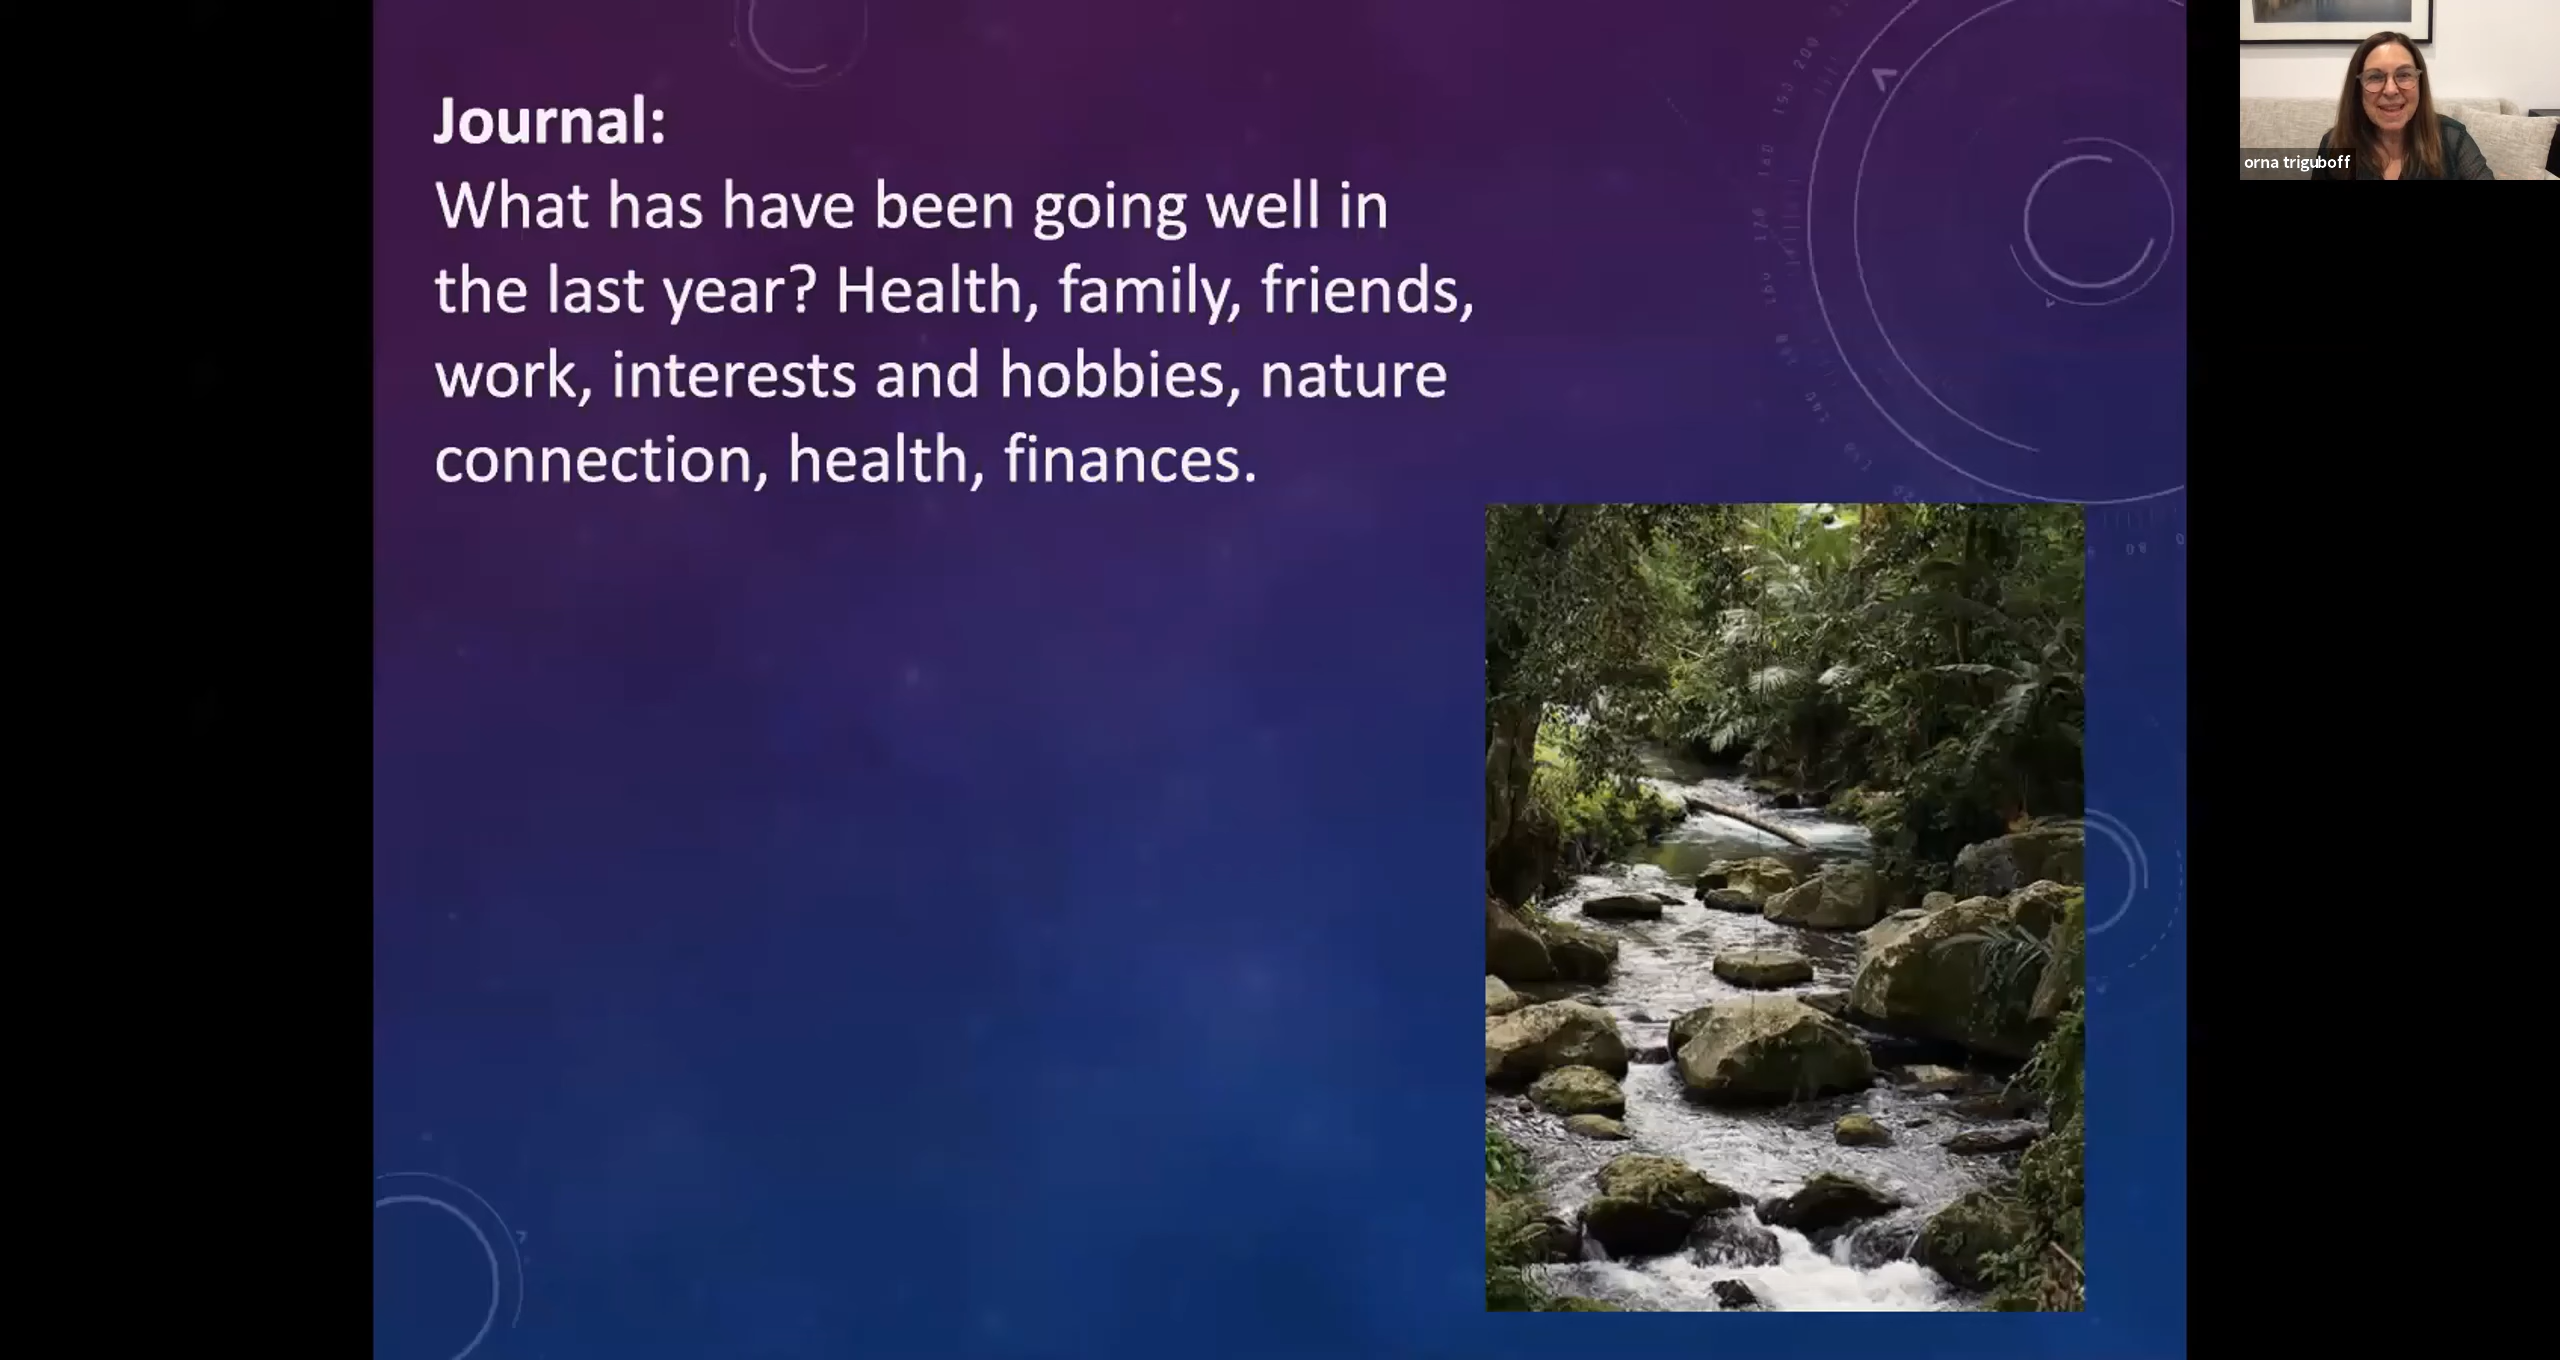 Journal:
What has have been going well in
the last year? Health, family, friends,
work, interests and hobbies, nature
connection, health, finances.
orna triguboff